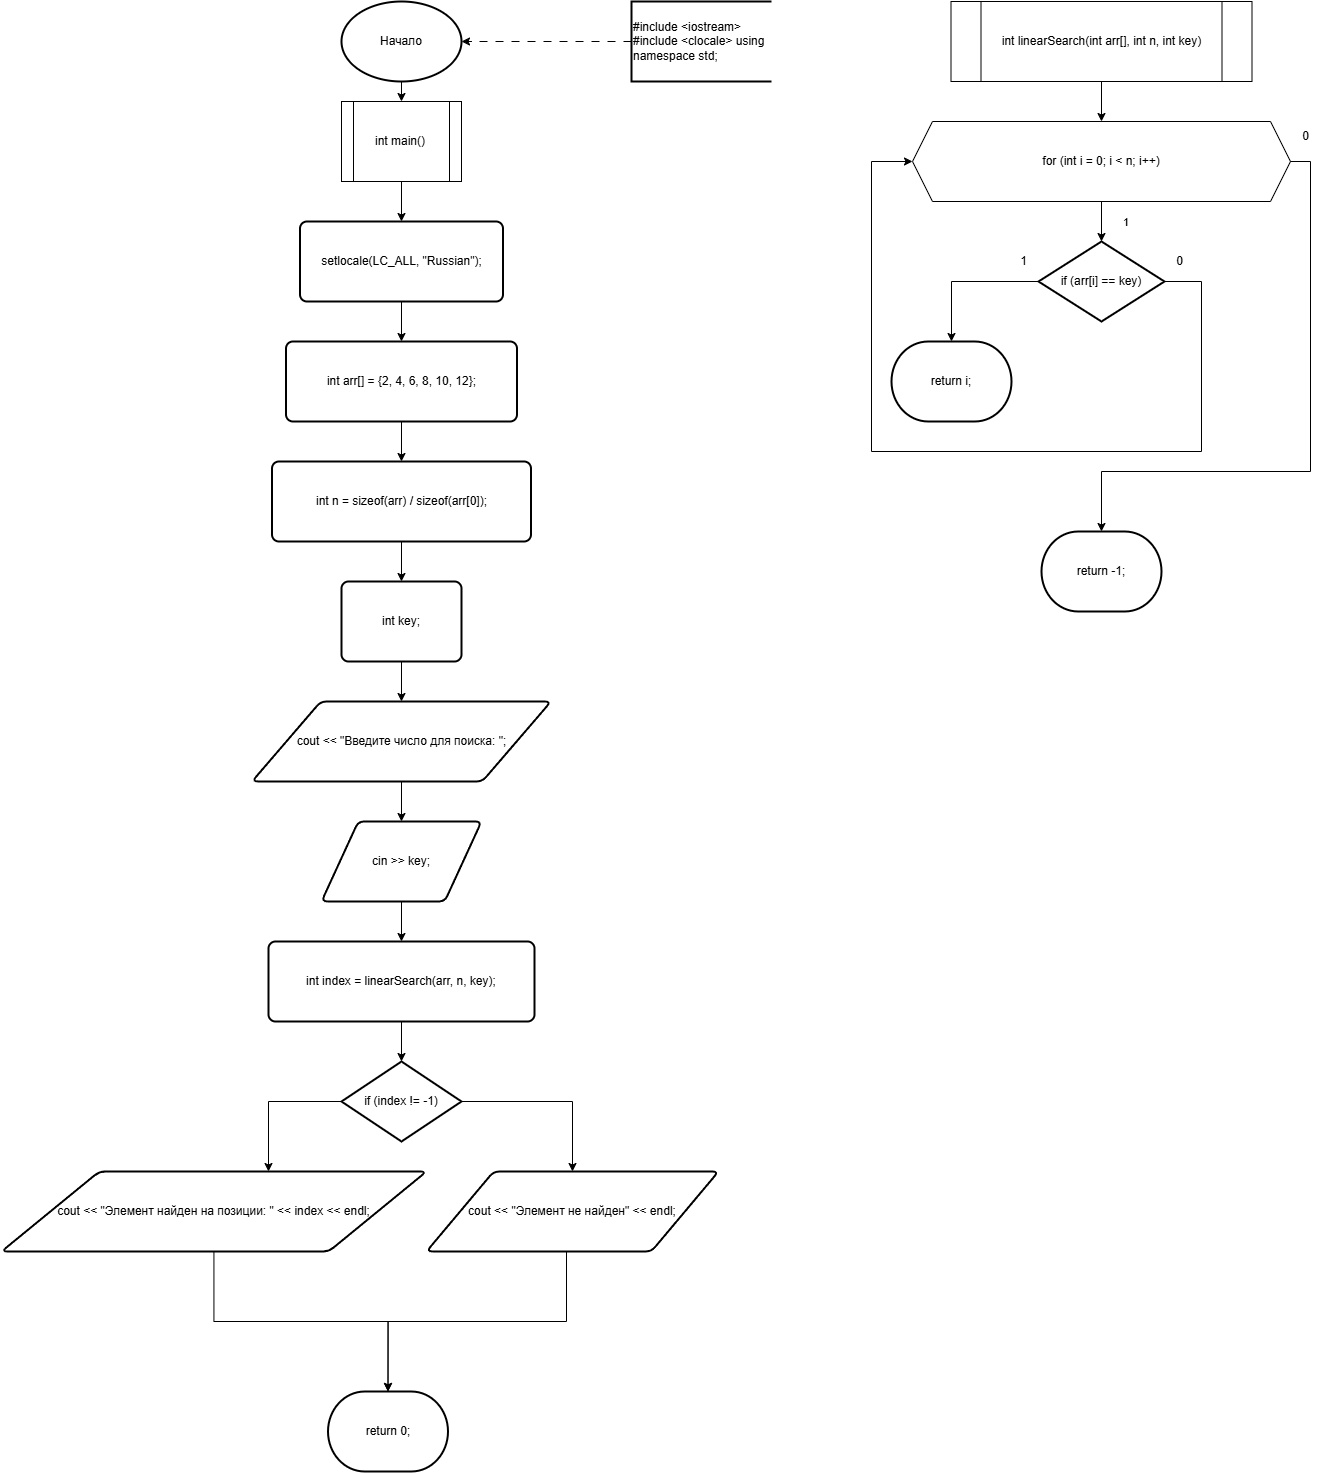 Начало
#include <iostream>
#include <clocale> using
namespace std;
int main()
setlocale(LC_ALL, "Russian");
int arr[] = {2, 4, 6, 8, 10, 12};
int n = sizeof(arr) / sizeof(arr[0]);
int key;
cout << "Введите число для поиска: ";
cin >> key;
int index = linearSearch(arr, n, key);
if (index != -1)
cout << "Элемент найден на позиции: " << index << endl;
cout << "Элемент не найден" << endl;
return 0;
int linearSearch(int arr[], int n, int key)
0
for (int i = 0; i < n; i++)
1
1
0
if (arr[i] == key)
return i;
return -1;